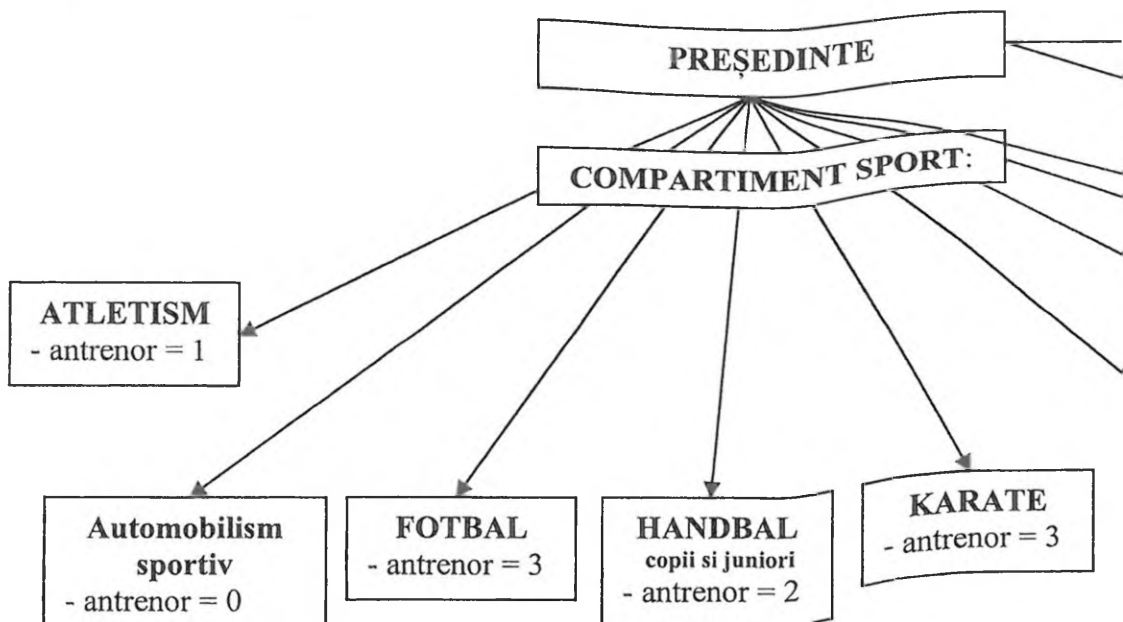 PREȘEDINTE
COMPARTIMENT SPORT:
ATLETISM
- antrenor = 1
Automobilism
sportiv
- antrenor = 0
FOTBAL
- antrenor = 3
HANDBAL
copii si juniori
- antrenor = 2
KARATE
- antrenor = 3